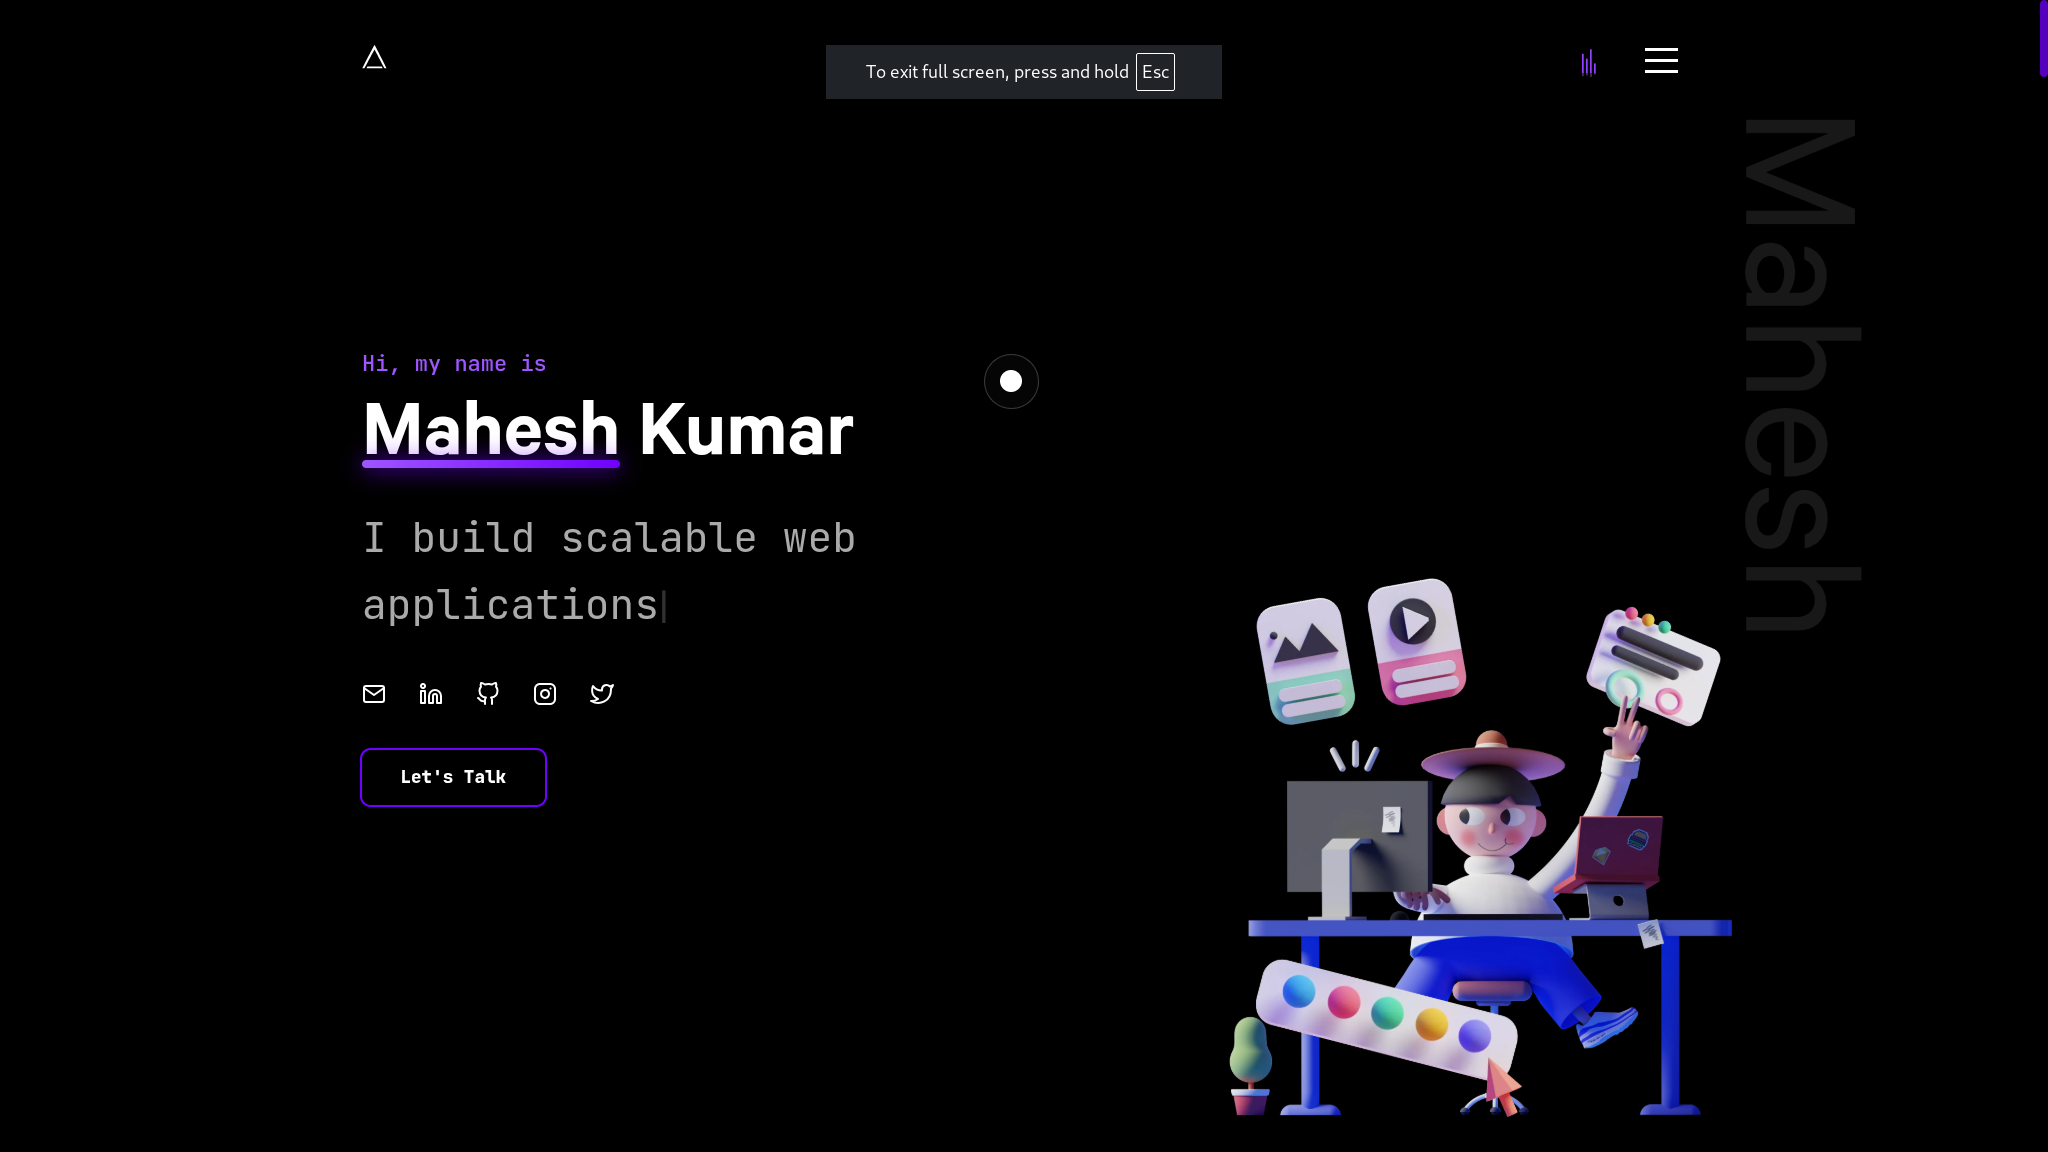 To exit full screen, press and hold Esc
Mahesh
Hi, my name is
Mahesh Kumar
I build scalable web
applications
Let's Talk